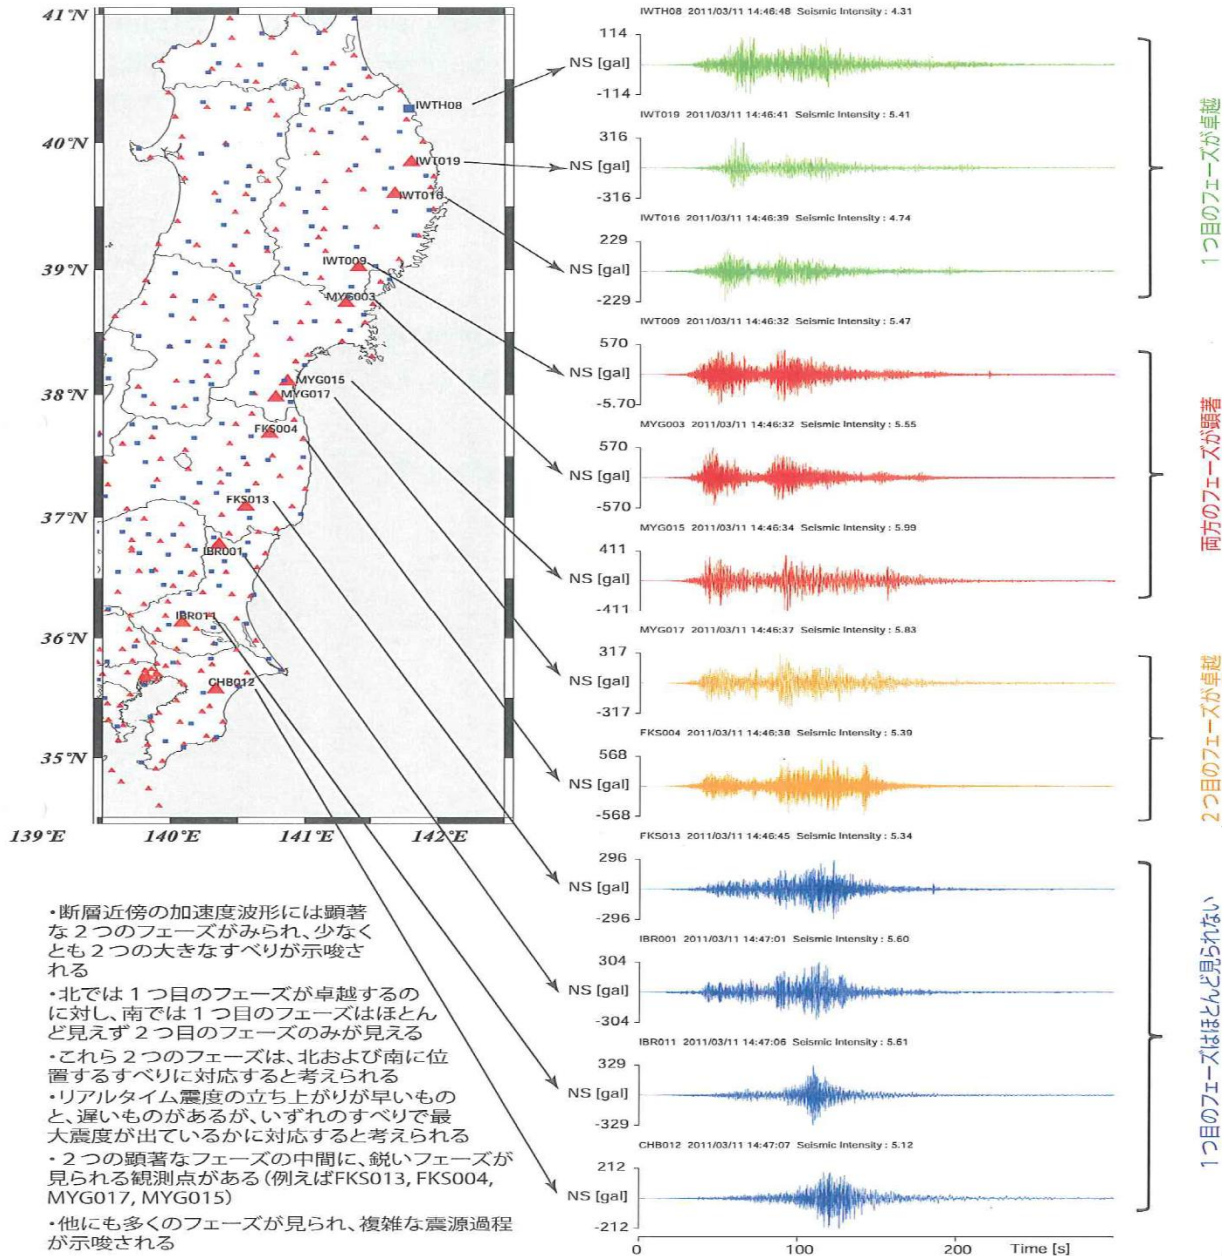 41°N
40°N
39°N
38°N
37°N
36°N
35°N
139°E
140°E
141°E
142°E
IWTH08
IWT019
IWT016
IWT009
MYG003
MYG015
MYG017
FKS004
FKS013
IBR001
IBR011
CHB012
IWTH08 2011/03/11 14:46:48 Seismic Intensity : 4.31
114
NS [gal]
-114
IWT019 2011/03/11 14:46:41 Seismic Intensity : 5.41
316
NS [gal]
-316
IWT016 2011/03/11 14:46:39 Seismic Intensity : 4.74
229
NS [gal]
-229
1つ目のフェーズが卓越
IWT009 2011/03/11 14:46:32 Seismic Intensity : 5.47
570
NS [gal]
-5.70
MYG003 2011/03/11 14:46:32 Seismic Intensity : 5.55
570
NS [gal]
-570
MYG015 2011/03/11 14:46:34 Seismic Intensity : 5.99
411
NS [gal]
-411
両方のフェーズが顕著
MYG017 2011/03/11 14:46:37 Seismic Intensity : 5.83
317
NS [gal]
-317
FKS004 2011/03/11 14:46:38 Seismic Intensity : 5.39
568
NS [gal]
-568
2つ目のフェーズが卓越
FKS013 2011/03/11 14:46:45 Seismic Intensity : 5.34
296
NS [gal]
-296
IBR001 2011/03/11 14:47:01 Seismic Intensity : 5.60
304
NS [gal]
-304
IBR011 2011/03/11 14:47:06 Seismic Intensity : 5.61
329
NS [gal]
-329
CHB012 2011/03/11 14:47:07 Seismic Intensity : 5.12
212
NS [gal]
-212
1つ目のフェーズはほとんど見られない
0
100
200
Time [s]
・断層近傍の加速度波形には顕著
な2つのフェーズがみられ、少なく
とも2つの大きなすべりが示唆さ
れる
・北では1つ目のフェーズが卓越するの
に対し、南では1つ目のフェーズはほとん
ど見えず2つ目のフェーズのみが見える
・これら2つのフェーズは、北および南に位
置するすべりに対応すると考えられる
・リアルタイム震度の立ち上がりが早いもの
と、遅いものがあるが、いずれのすべりで最
大震度が出ているかに対応すると考えられる
・2つの顕著なフェーズの中間に、鋭いフェーズが
見られる観測点がある(例えばFKS013, FKS004,
MYG017, MYG015)
・他にも多くのフェーズが見られ、複雑な震源過程
が示唆される